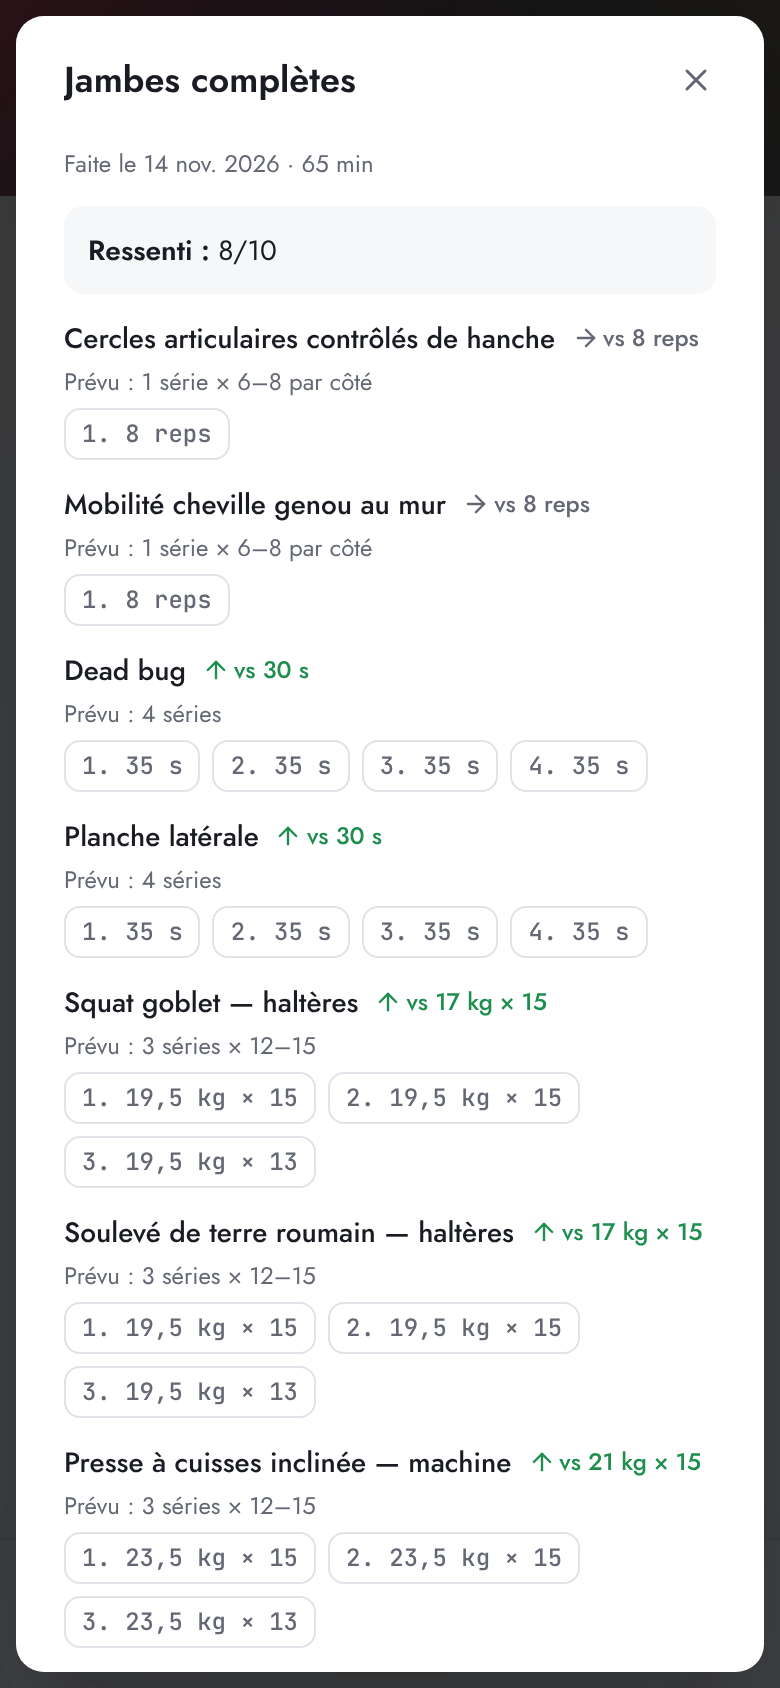 Jambes complètes
Faite le 14 nov. 2026 · 65 min
Ressenti : 8/10
Cercles articulaires contrôlés de hanche → vs 8 reps
Prévu : 1 série × 6–8 par côté
1. 8 reps
Mobilité cheville genou au mur → vs 8 reps
Prévu : 1 série × 6–8 par côté
1. 8 reps
Dead bug ↑ vs 30 s
Prévu : 4 séries
1. 35 s 2. 35 s 3. 35 s 4. 35 s
Planche latérale ↑ vs 30 s
Prévu : 4 séries
1. 35 s 2. 35 s 3. 35 s 4. 35 s
Squat goblet — haltères ↑ vs 17 kg × 15
Prévu : 3 séries × 12–15
1. 19,5 kg × 15 2. 19,5 kg × 15
3. 19,5 kg × 13
Soulevé de terre roumain — haltères ↑ vs 17 kg × 15
Prévu : 3 séries × 12–15
1. 19,5 kg × 15 2. 19,5 kg × 15
3. 19,5 kg × 13
Presse à cuisses inclinée — machine ↑ vs 21 kg × 15
Prévu : 3 séries × 12–15
1. 23,5 kg × 15 2. 23,5 kg × 15
3. 23,5 kg × 13